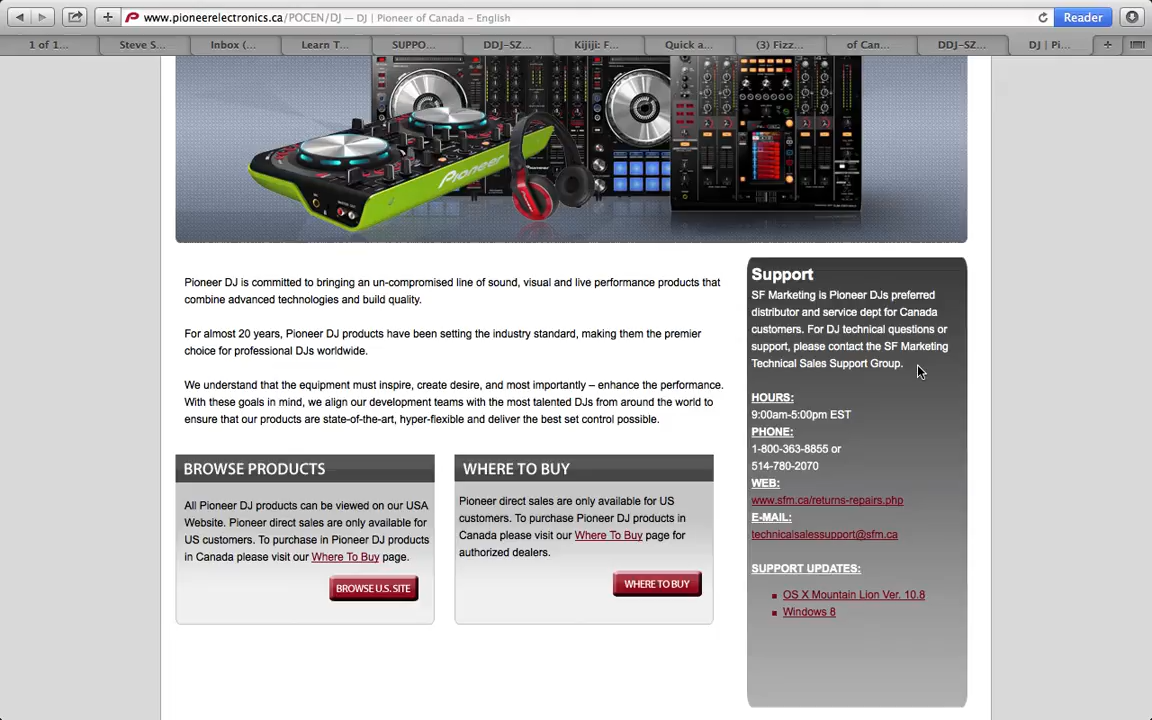 www.pioneerelectronics.ca/POCEN/DJ — DJ | Pioneer of Canada – English
Reader
1 of 1...
Steve S...
Inbox (...
Learn T...
SUPPO...
DDJ-SZ...
Kijiji: F...
Quick a...
(3) Fizz...
of Can...
DDJ-SZ...
DJ | Pi...
Pioneer
Pioneer DJ is committed to bringing an un-compromised line of sound, visual and live performance products that
combine advanced technologies and build quality.
For almost 20 years, Pioneer DJ products have been setting the industry standard, making them the premier
choice for professional DJs worldwide.
We understand that the equipment must inspire, create desire, and most importantly – enhance the performance.
With these goals in mind, we align our development teams with the most talented DJs from around the world to
ensure that our products are state-of-the-art, hyper-flexible and deliver the best set control possible.
BROWSE PRODUCTS
All Pioneer DJ products can be viewed on our USA
Website. Pioneer direct sales are only available for
US customers. To purchase in Pioneer DJ products
in Canada please visit our Where To Buy page.
BROWSE U.S. SITE
WHERE TO BUY
Pioneer direct sales are only available for US
customers. To purchase Pioneer DJ products in
Canada please visit our Where To Buy page for
authorized dealers.
WHERE TO BUY
Support
SF Marketing is Pioneer DJs preferred
distributor and service dept for Canada
customers. For DJ technical questions or
support, please contact the SF Marketing
Technical Sales Support Group.
HOURS:
9:00am-5:00pm EST
PHONE:
1-800-363-8855 or
514-780-2070
WEB:
www.sfm.ca/returns-repairs.php
E-MAIL:
technicalsalessupport@sfm.ca
SUPPORT UPDATES:
OS X Mountain Lion Ver. 10.8
Windows 8